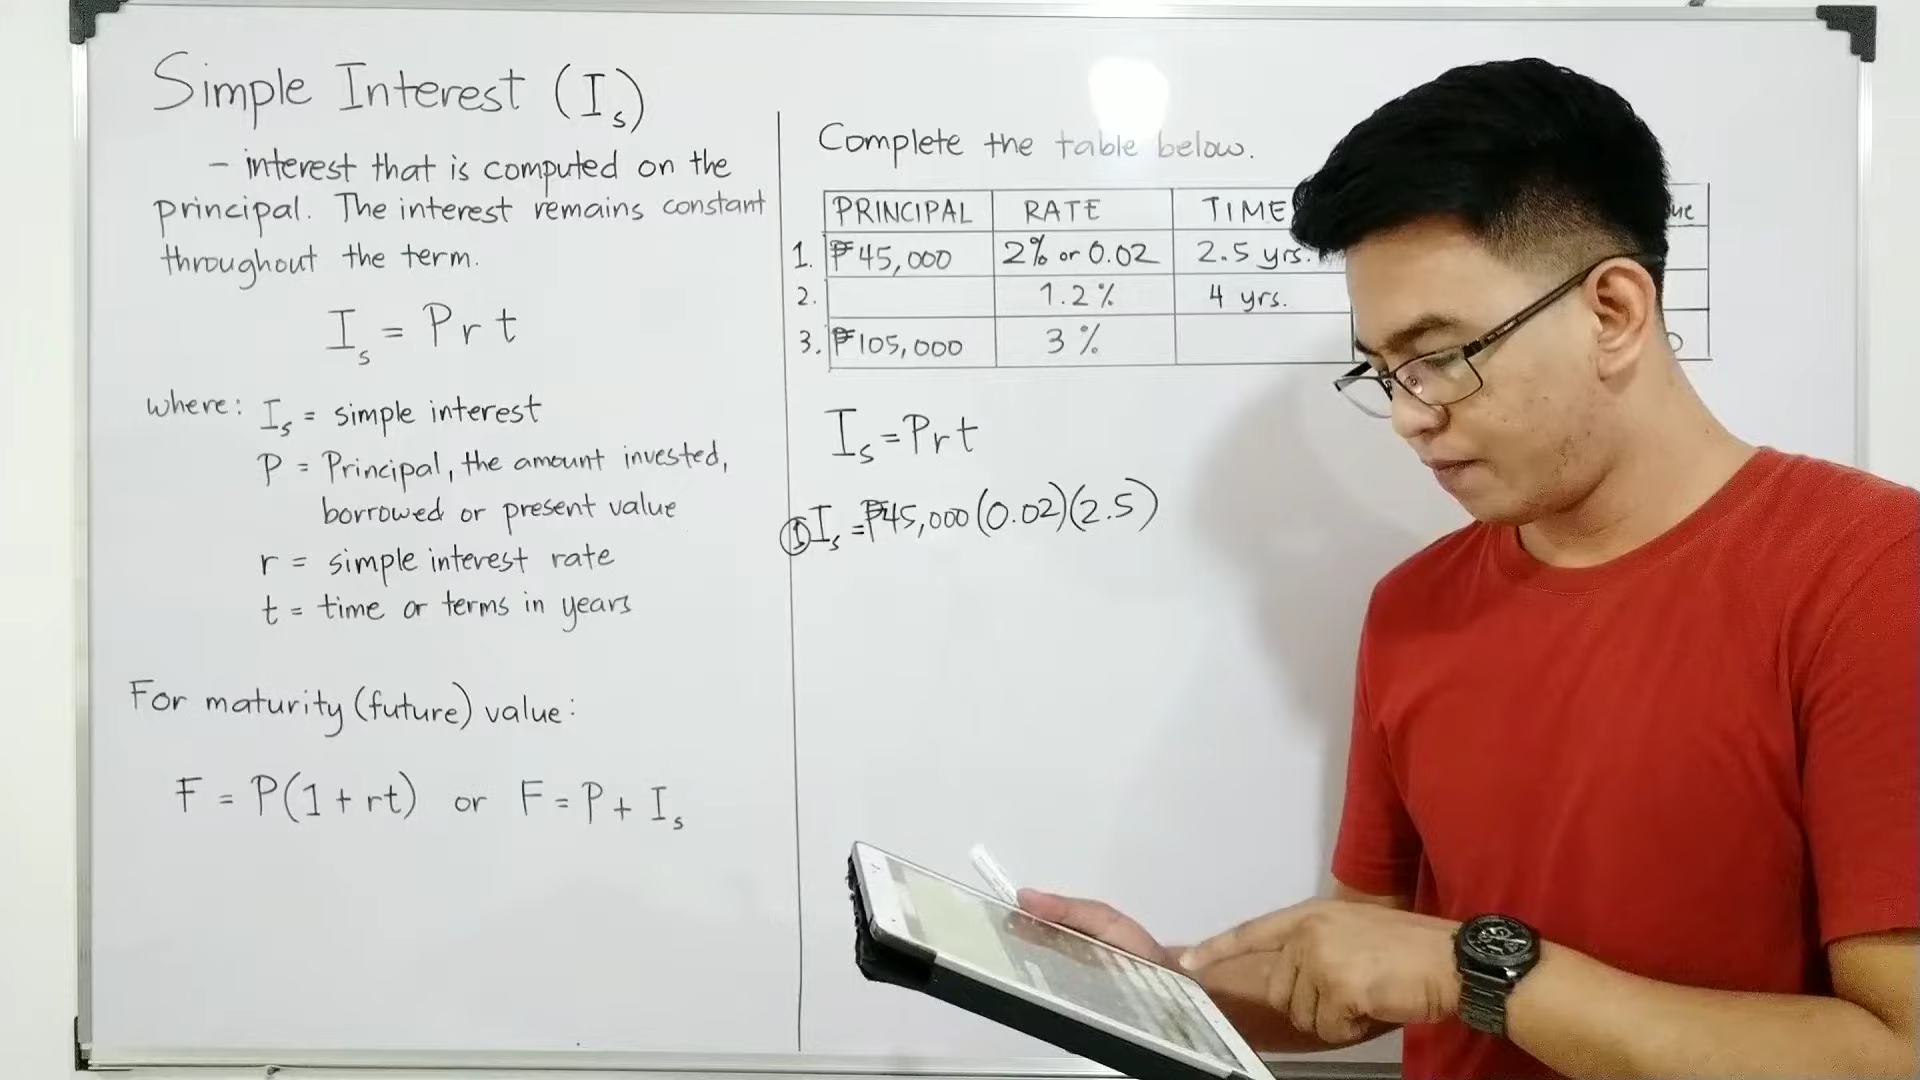 Simple Interest (Is)
- interest that is computed on the
principal. The interest remains constant
throughout the term.
Is = Prt
where: Is = simple interest
P = Principal, the amount invested,
borrowed or present value
r = simple interest rate
t = time or terms in years
For maturity (future) value:
F = P(1 + rt) or F = P + Is
Complete the table below.
PRINCIPAL RATE TIME
1. ₱45,000 2% or 0.02 2.5 yrs.
2. 1.2% 4 yrs.
3. ₱105,000 3%
Is = Prt
① Is = ₱45,000(0.02)(2.5)